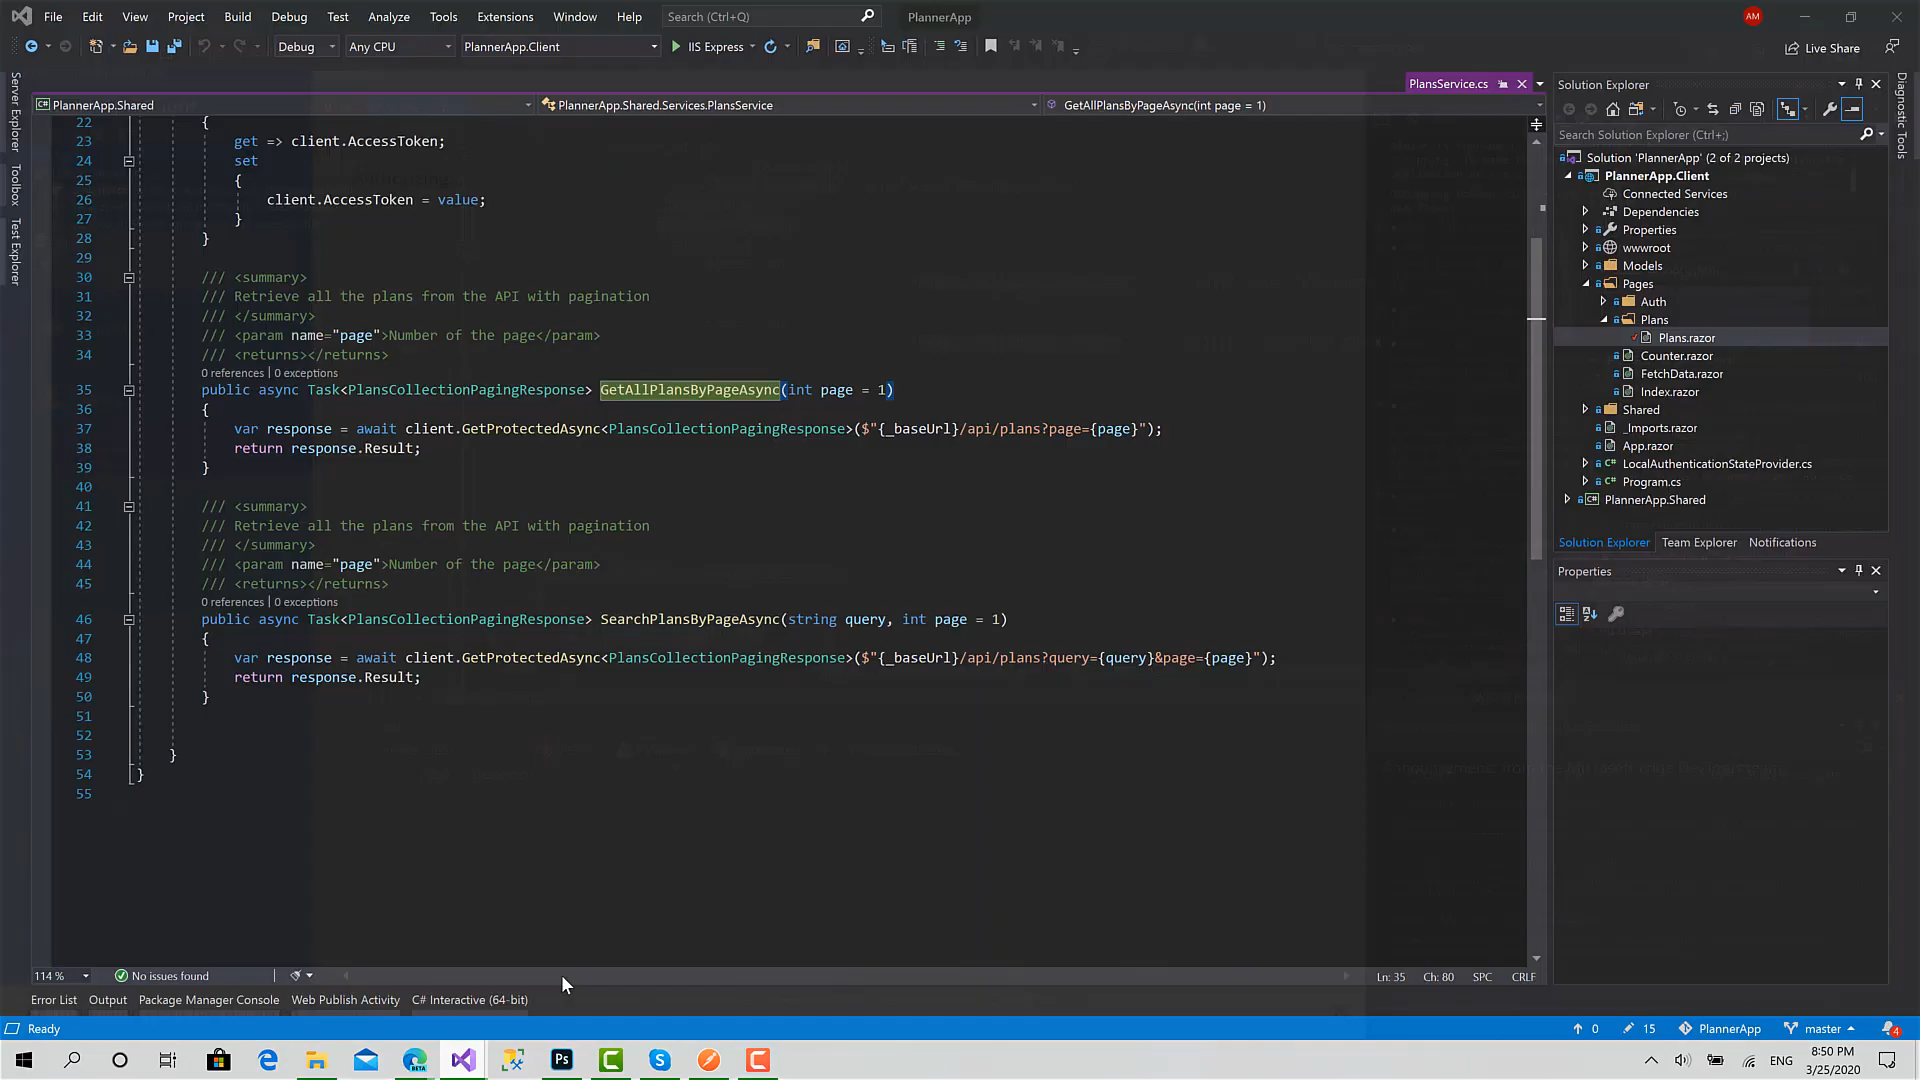 File Edit View Project Build Debug Test Analyze Tools Extensions Window Help Search (Ctrl+Q) PlannerApp AM
Debug Any CPU PlannerApp.Client IIS Express Live Share
Server Explorer
Toolbox
Test Explorer
PlansService.cs
PlannerApp.Shared PlannerApp.Shared.Services.PlansService GetAllPlansByPageAsync(int page = 1)
22 {
23 get => client.AccessToken;
24 set
25 {
26 client.AccessToken = value;
27 }
28 }
29
30 /// <summary>
31 /// Retrieve all the plans from the API with pagination
32 /// </summary>
33 /// <param name="page">Number of the page</param>
34 /// <returns></returns>
0 references | 0 exceptions
35 public async Task<PlansCollectionPagingResponse> GetAllPlansByPageAsync(int page = 1)
36 {
37 var response = await client.GetProtectedAsync<PlansCollectionPagingResponse>($"{_baseUrl}/api/plans?page={page}");
38 return response.Result;
39 }
40
41 /// <summary>
42 /// Retrieve all the plans from the API with pagination
43 /// </summary>
44 /// <param name="page">Number of the page</param>
45 /// <returns></returns>
0 references | 0 exceptions
46 public async Task<PlansCollectionPagingResponse> SearchPlansByPageAsync(string query, int page = 1)
47 {
48 var response = await client.GetProtectedAsync<PlansCollectionPagingResponse>($"{_baseUrl}/api/plans?query={query}&page={page}");
49 return response.Result;
50 }
51
52
53 }
54 }
55
114 % No issues found Ln: 35 Ch: 80 SPC CRLF
Error List Output Package Manager Console Web Publish Activity C# Interactive (64-bit)
Solution Explorer
Search Solution Explorer (Ctrl+;)
Solution 'PlannerApp' (2 of 2 projects)
PlannerApp.Client
Connected Services
Dependencies
Properties
wwwroot
Models
Pages
Auth
Plans
Plans.razor
Counter.razor
FetchData.razor
Index.razor
Shared
_Imports.razor
App.razor
LocalAuthenticationStateProvider.cs
Program.cs
PlannerApp.Shared
Solution Explorer Team Explorer Notifications
Properties
Diagnostic Tools
Ready 0 15 PlannerApp master 4
BETA Ps ENG 8:50 PM
3/25/2020